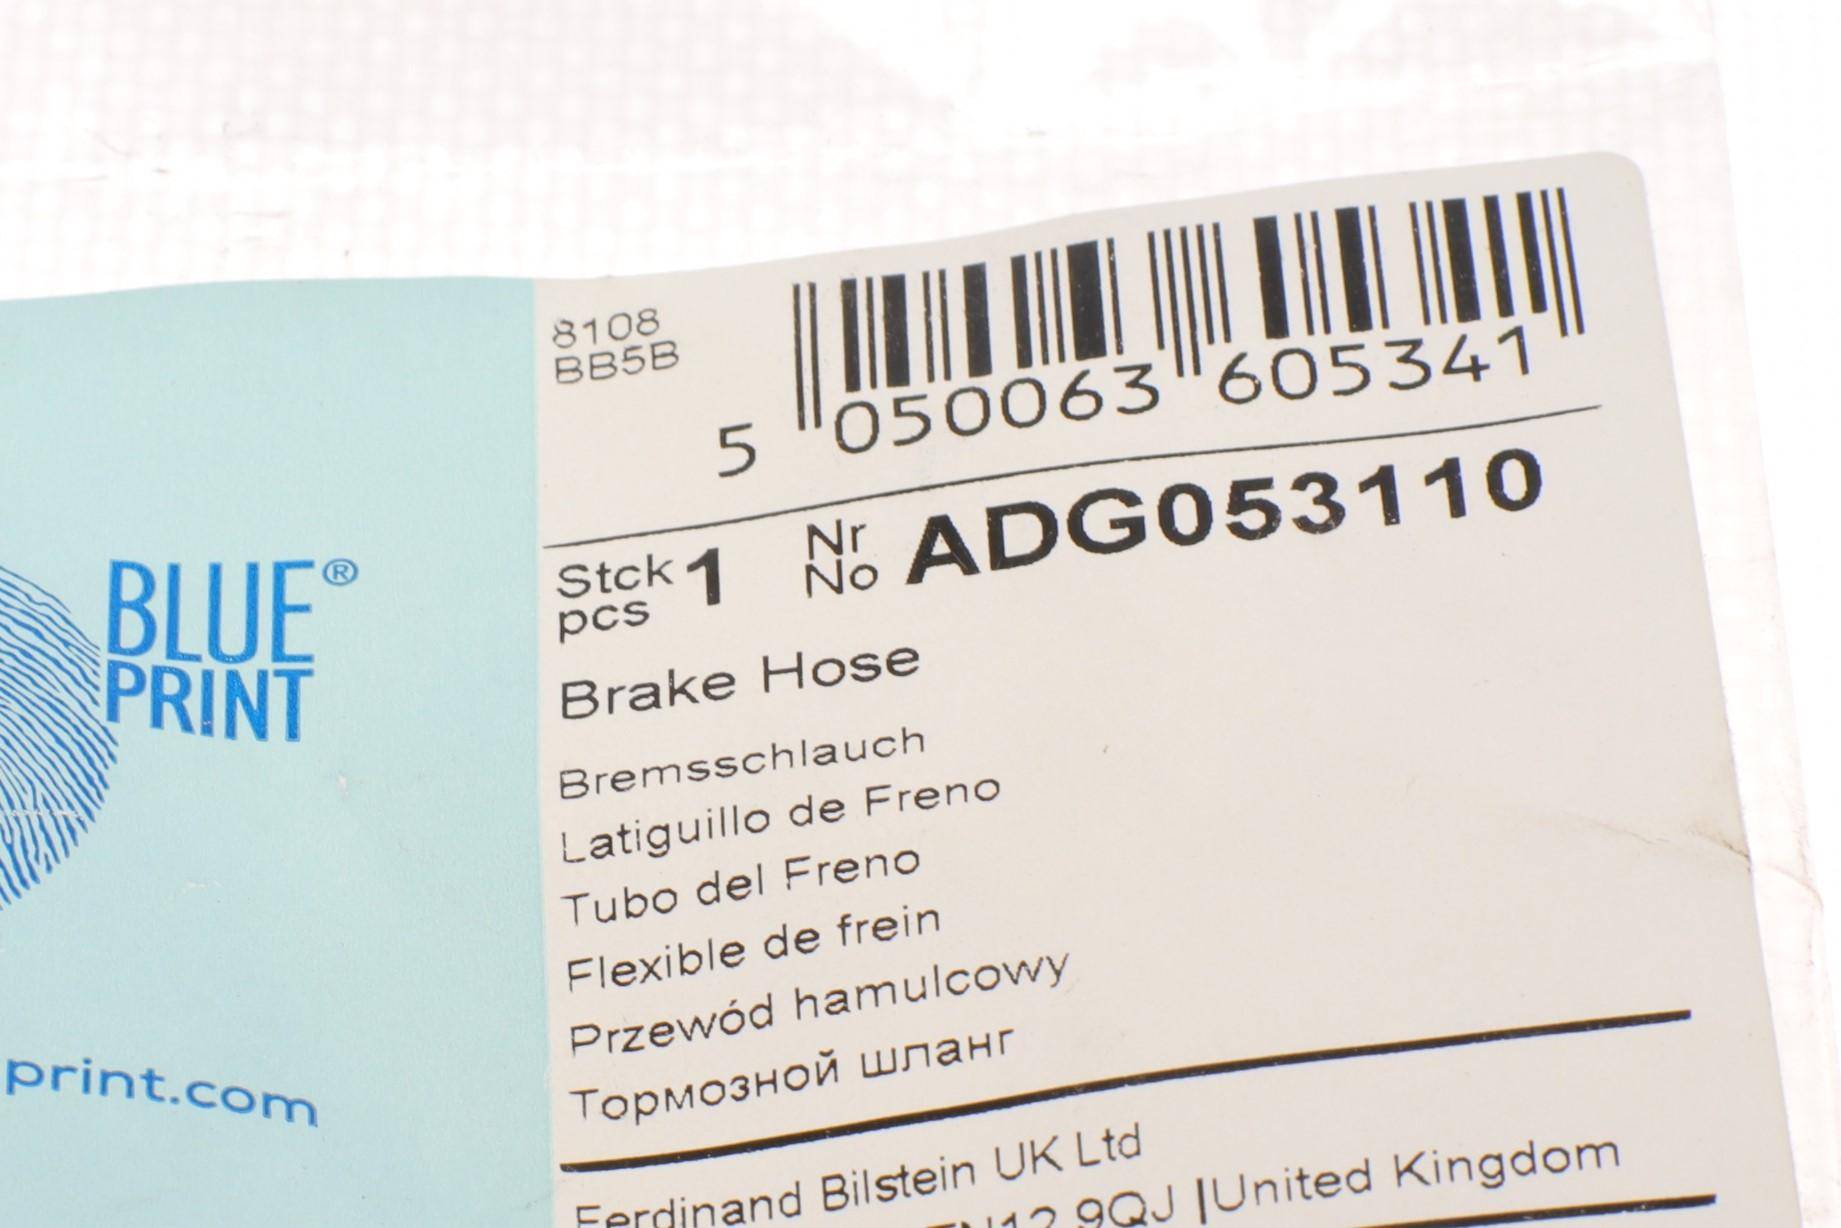 BLUE®
PRINT
print.com
8108
BB5B
5 050063 605341
Stck
pcs 1
Nr
No ADG053110
Brake Hose
Bremsschlauch
Latiguillo de Freno
Tubo del Freno
Flexible de frein
Przewód hamulcowy
Тормозной шланг
Ferdinand Bilstein UK Ltd
9QJ |United Kingdom